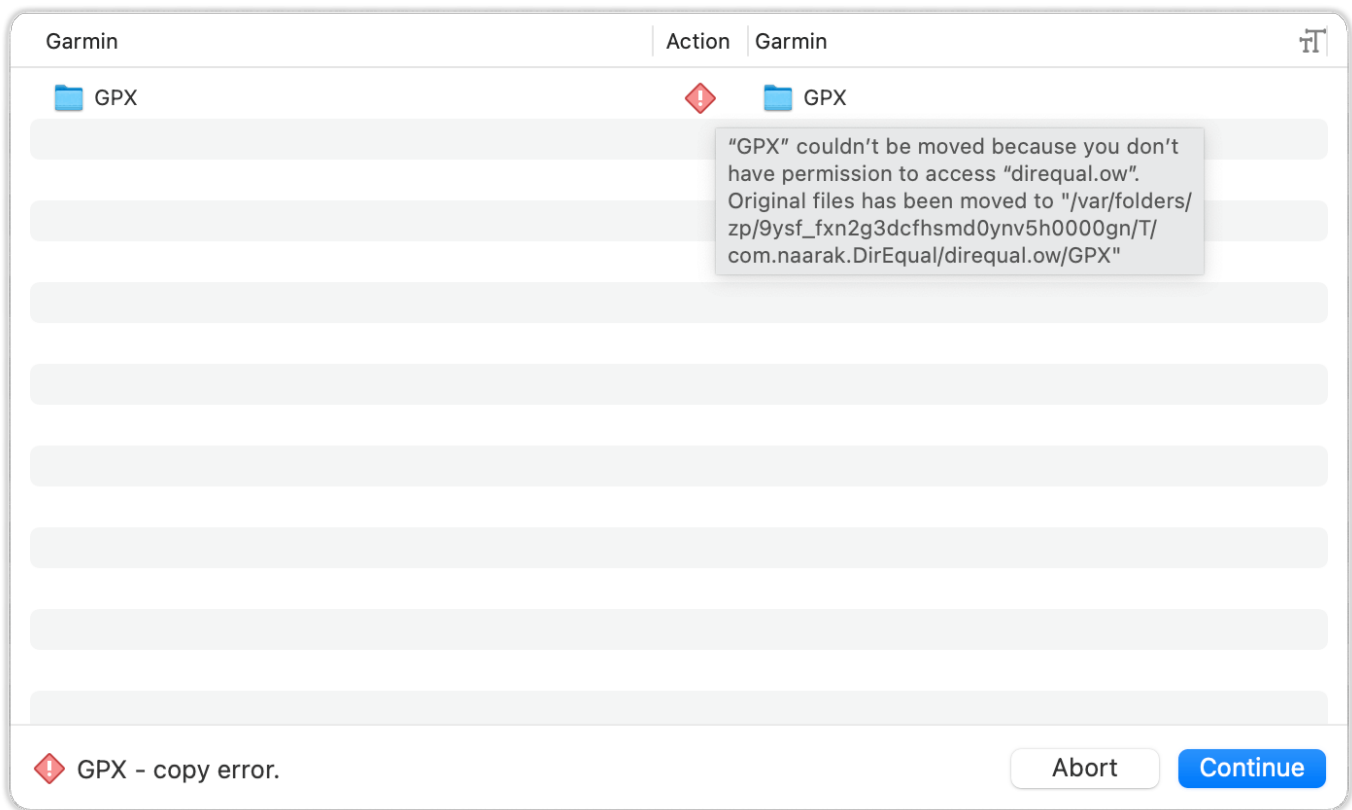 Garmin
Action
Garmin
GPX
GPX
“GPX” couldn’t be moved because you don’t
have permission to access “direqual.ow”.
Original files has been moved to "/var/folders/
zp/9ysf_fxn2g3dcfhsmd0ynv5h0000gn/T/
com.naarak.DirEqual/direqual.ow/GPX"
GPX - copy error.
Abort
Continue